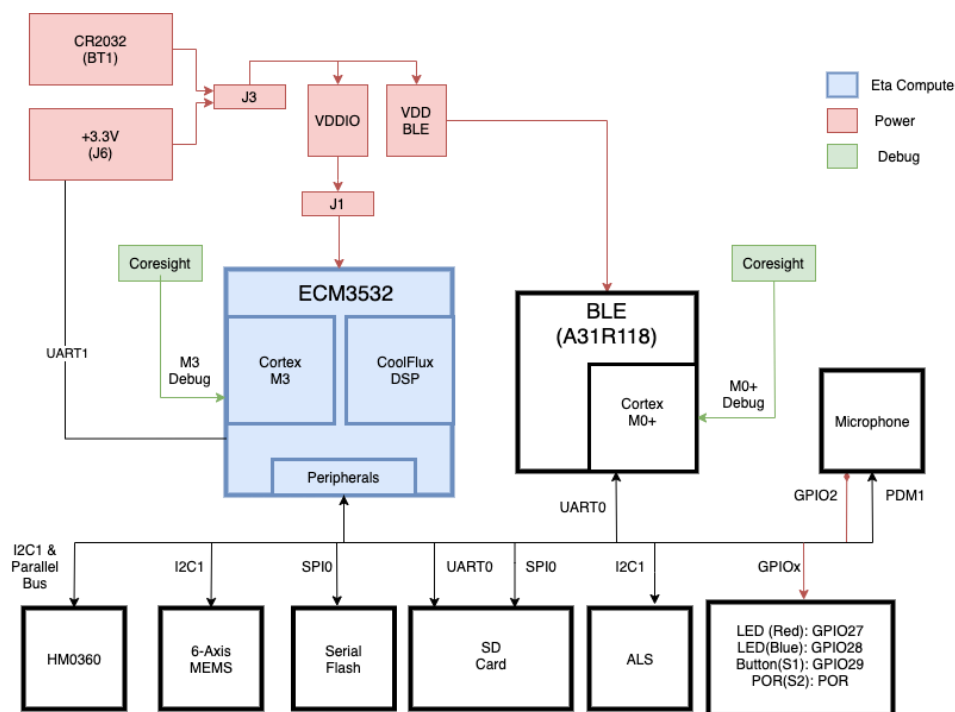 CR2032
(BT1)
J3
VDDIO
VDD
BLE
+3.3V
(J6)
J1
Eta Compute
Power
Debug
Coresight
ECM3532
Cortex
M3
CoolFlux
DSP
Peripherals
UART1
M3
Debug
BLE
(A31R118)
Cortex
M0+
Coresight
M0+
Debug
Microphone
GPIO2
PDM1
UART0
I2C1 &
Parallel
Bus
I2C1
SPI0
UART0
SPI0
I2C1
GPIOx
HM0360
6-Axis
MEMS
Serial
Flash
SD
Card
ALS
LED (Red): GPIO27
LED(Blue): GPIO28
Button(S1): GPIO29
POR(S2): POR